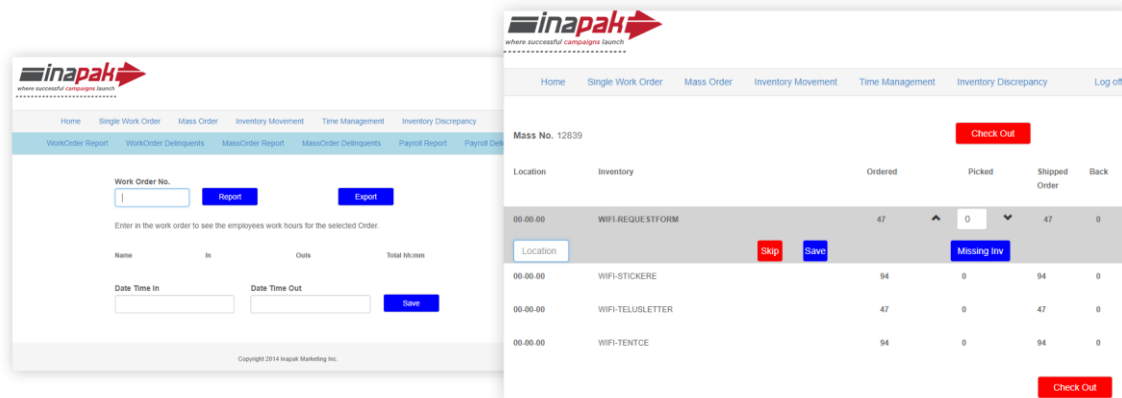 inapak
where successful campaigns launch
Home Single Work Order Mass Order Inventory Movement Time Management Inventory Discrepancy
WorkOrder Report WorkOrder Delinquents MassOrder Report MassOrder Delinquents Payroll Report Payroll Deli
Work Order No.
Report Export
Enter in the work order to see the employees work hours for the selected Order.
Name In Outs Total hh:mm
Date Time In Date Time Out
Save
Copyright 2014 Inapak Marketing Inc.
inapak
where successful campaigns launch
Home Single Work Order Mass Order Inventory Movement Time Management Inventory Discrepancy Log off
Mass No. 12839 Check Out
Location Inventory Ordered Picked Shipped Back
Order
00-00-00 WIFI-REQUESTFORM 47 0 47 0
Location Skip Save Missing Inv
00-00-00 WIFI-STICKERE 94 0 94 0
00-00-00 WIFI-TELUSLETTER 47 0 47 0
00-00-00 WIFI-TENTCE 94 0 94 0
Check Out